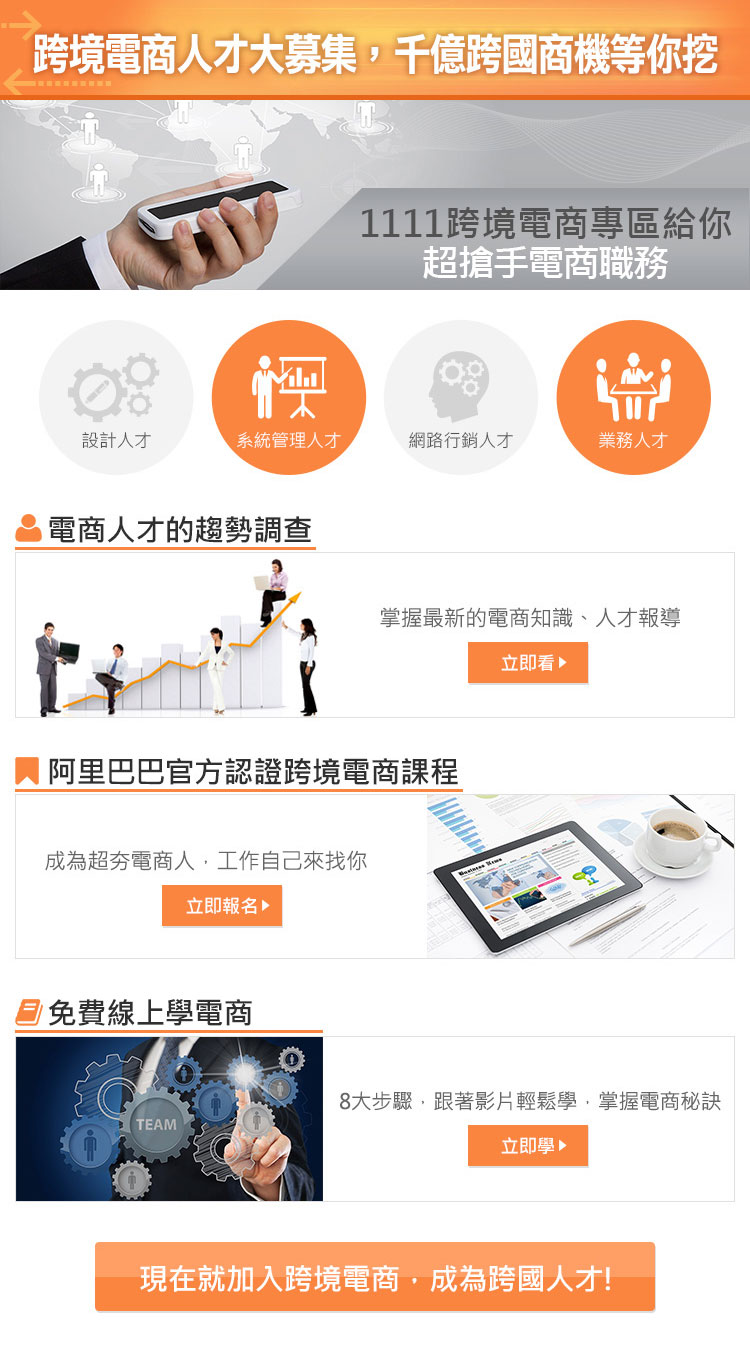 跨境電商人才大募集，千億跨國商機等你挖
1111跨境電商專區給你
超搶手電商職務
設計人才
系統管理人才
網路行銷人才
業務人才
電商人才的趨勢調查
掌握最新的電商知識、人才報導
立即看
阿里巴巴官方認證跨境電商課程
成為超夯電商人，工作自己來找你
立即報名
Business News
免費線上學電商
TEAM
8大步驟，跟著影片輕鬆學，掌握電商秘訣
立即學
現在就加入跨境電商，成為跨國人才!